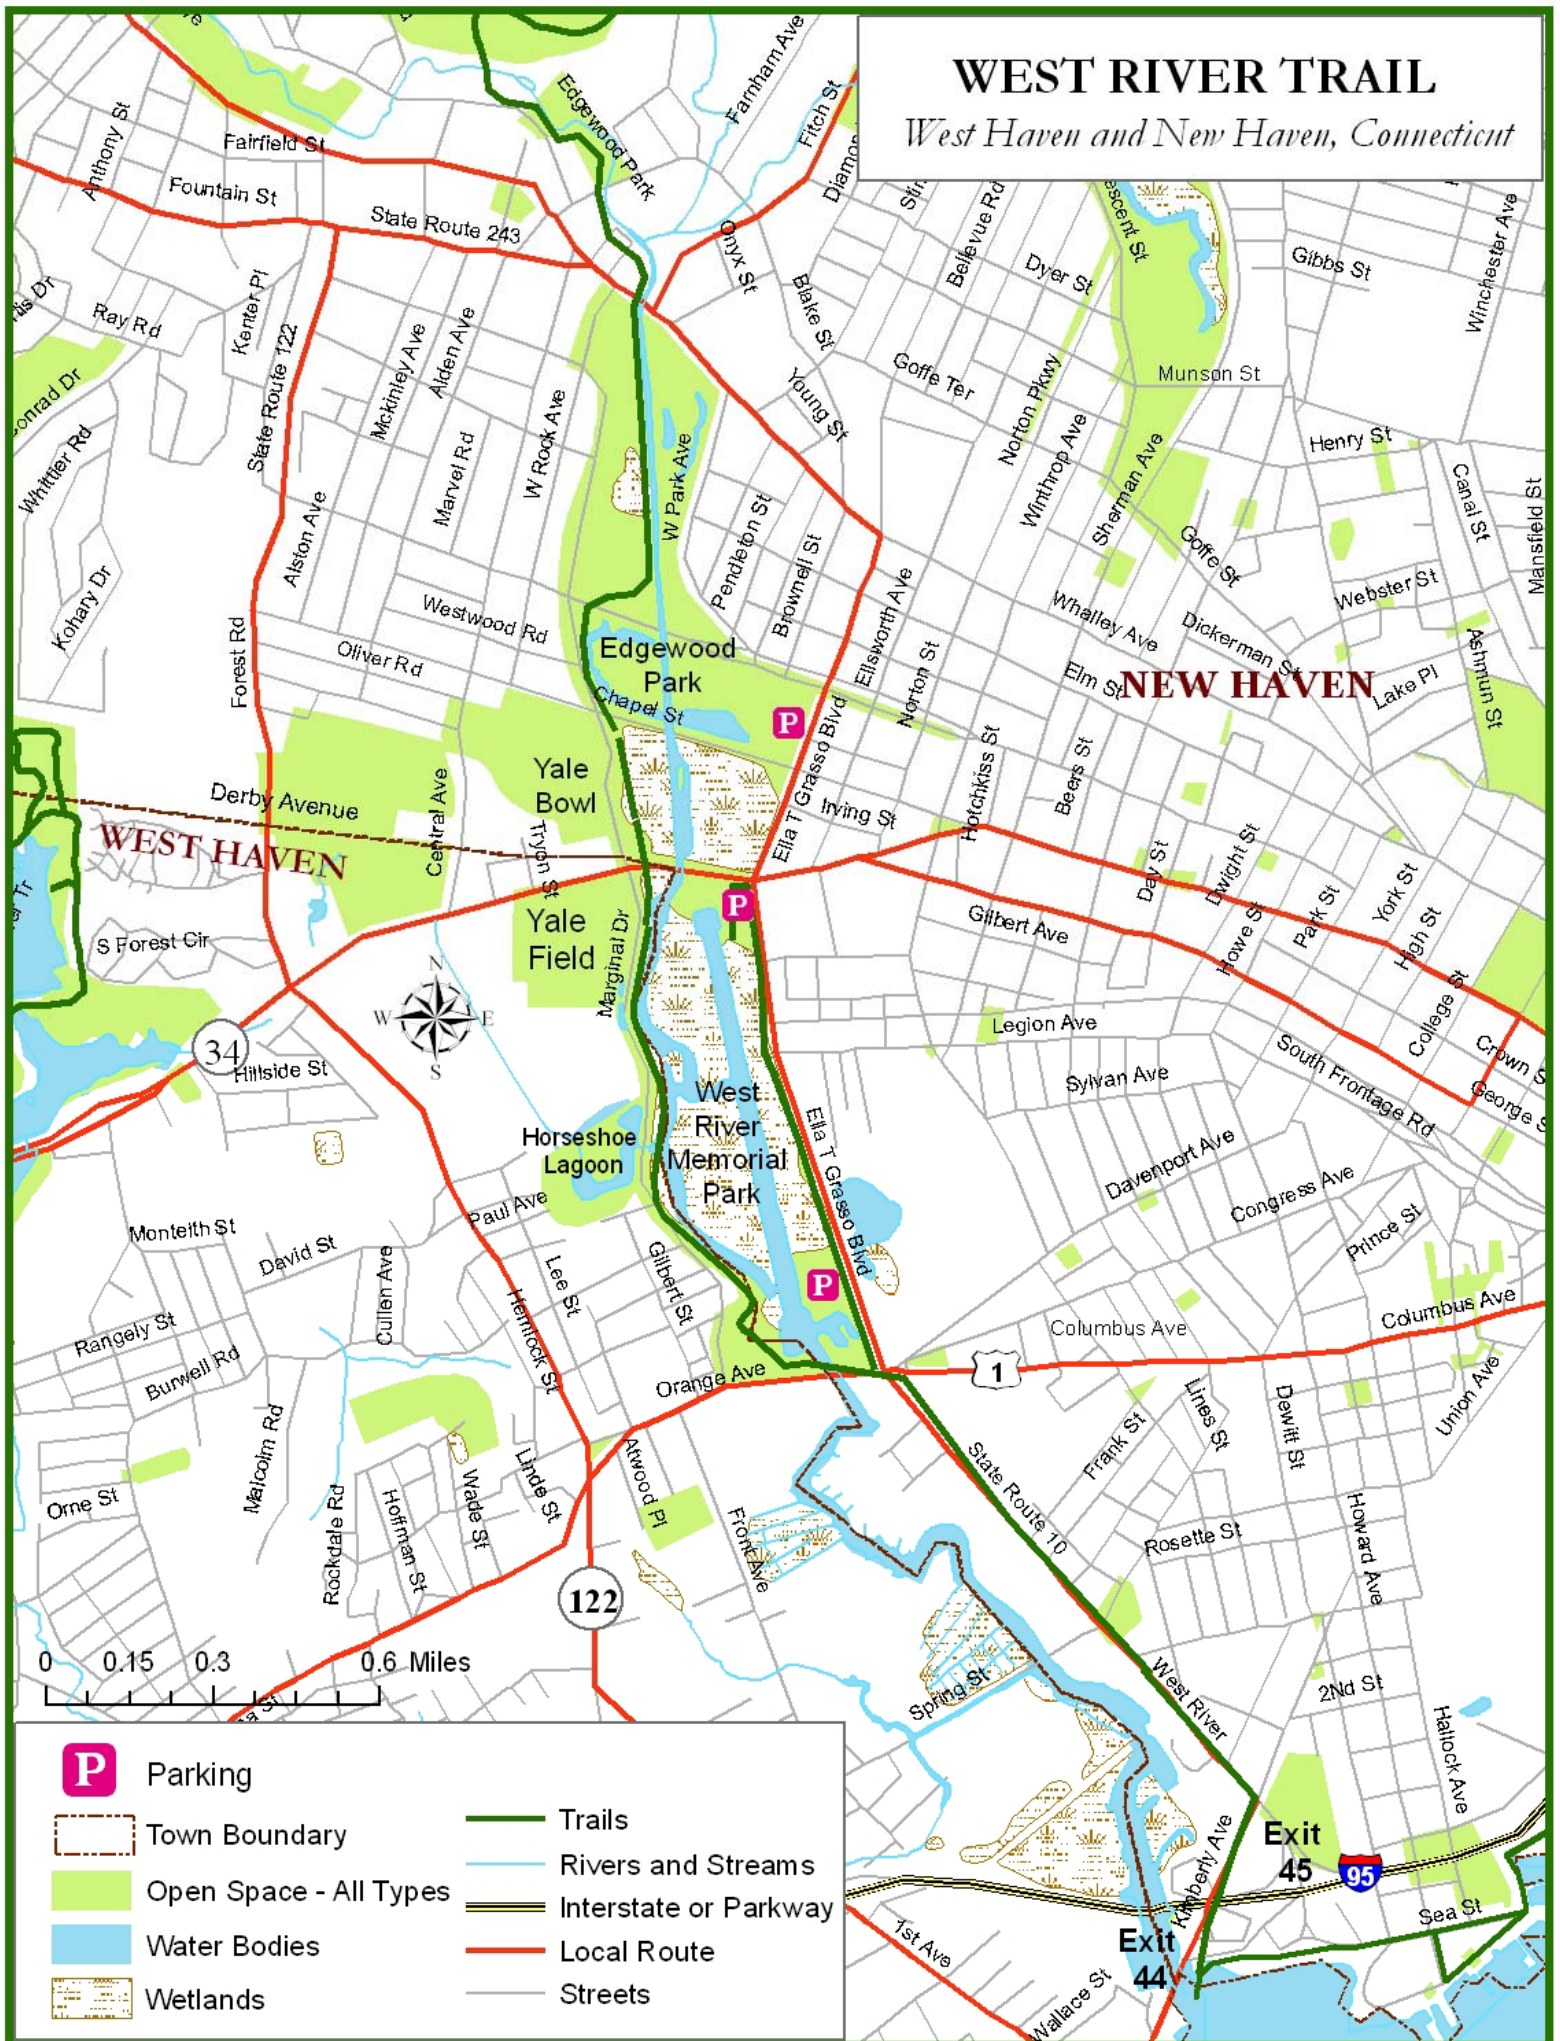 WEST RIVER TRAIL
West Haven and New Haven, Connecticut
Edgewood Park
Farnham Ave
Fitch St
Anthony St
Fairfield St
Fountain St
State Route 243
Onyx St
Blake St
Bellevue Rd
Dyer St
Gibbs St
Winchester Ave
Ray Rd
Kenter Pl
State Route 122
Mckinley Ave
Alden Ave
Goffe Ter
Norton Pkwy
Munson St
Young St
Whittier Rd
Marvel Rd
W Rock Ave
W Park Ave
Winthrop Ave
Sherman Ave
Henry St
Canal St
Mansfield St
Alston Ave
Pendleton St
Brownell St
Goffe St
Kohary Dr
Westwood Rd
Ellsworth Ave
Whalley Ave
Webster St
Dickerman St
Ashmun St
Forest Rd
Oliver Rd
Edgewood
Park
Norton St
Elm St
NEW HAVEN
Lake Pl
Chapel St
P
Ella T Grasso Blvd
Hotchkiss St
Beers St
Yale
Bowl
Derby Avenue
Central Ave
Irving St
WEST HAVEN
Tryon St
Day St
Dwight St
York St
P
Yale
Field
Marginal Dr
Gilbert Ave
Howe St
Park St
High St
S Forest Cir
N
W
E
S
Legion Ave
College St
Crown S
34
Hillside St
South Frontage Rd
Sylvan Ave
George S
West
River
Memorial
Park
Ella T Grasso Blvd
Horseshoe
Lagoon
Davenport Ave
Congress Ave
Paul Ave
Monteith St
David St
Prince St
Cullen Ave
Lee St
Gilbert St
P
Hemlock St
Rangely St
Columbus Ave
Columbus Ave
Burwell Rd
Orange Ave
1
Malcolm Rd
Lines St
Dewitt St
Union Ave
Frank St
Atwood Pl
Linde St
State Route 10
Orne St
Rockdale Rd
Hoffman St
Wade St
Front Ave
Rosette St
Howard Ave
122
0 0.15 0.3 0.6 Miles
Spring St
West River
2Nd St
Hallock Ave
P Parking
Town Boundary
Open Space - All Types
Water Bodies
Wetlands
Trails
Rivers and Streams
Interstate or Parkway
Local Route
Streets
Kimberly Ave
Exit
45
95
Sea St
1st Ave
Exit
44
Wallace St